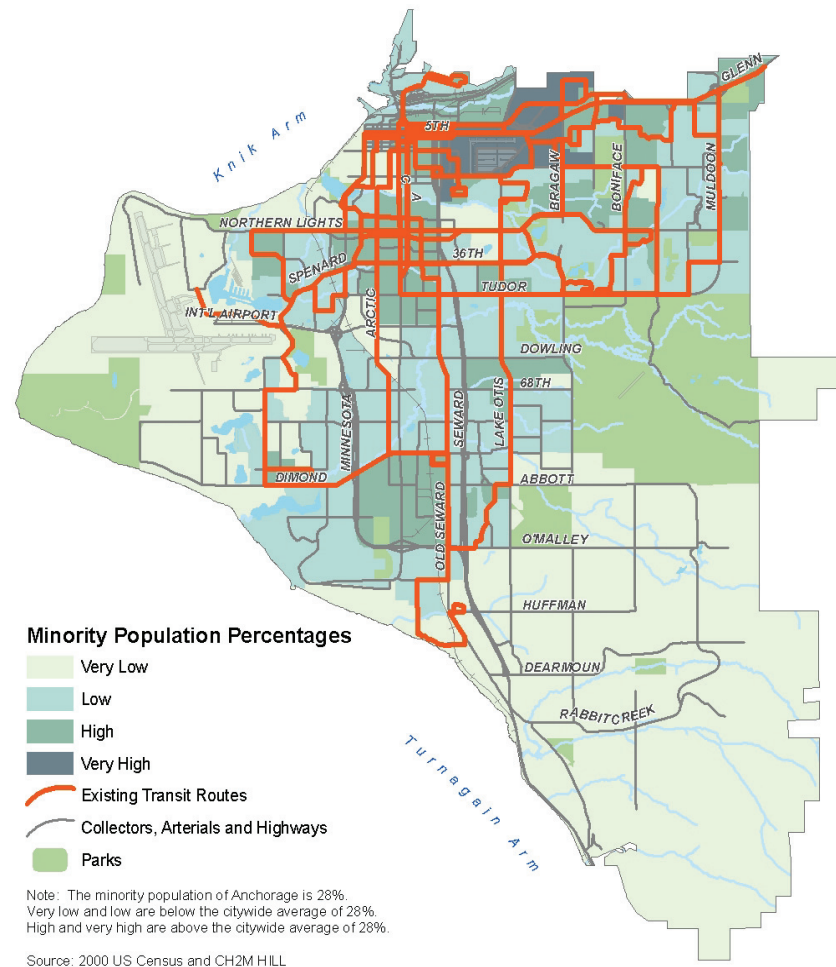 GLENN
Knik Arm
5TH
C
A
BRAGAW
BONIFACE
MULDOON
NORTHERN LIGHTS
SPENARD
36TH
TUDOR
INT'L AIRPORT
ARCTIC
DOWLING
68TH
MINNESOTA
SEWARD
LAKE OTIS
DIMOND
ABBOTT
OLD SEWARD
O'MALLEY
HUFFMAN
DEARMOUN
RABBITCREEK
Turnagain Arm
Minority Population Percentages
Very Low
Low
High
Very High
Existing Transit Routes
Collectors, Arterials and Highways
Parks
Note: The minority population of Anchorage is 28%.
Very low and low are below the citywide average of 28%.
High and very high are above the citywide average of 28%.
Source: 2000 US Census and CH2M HILL